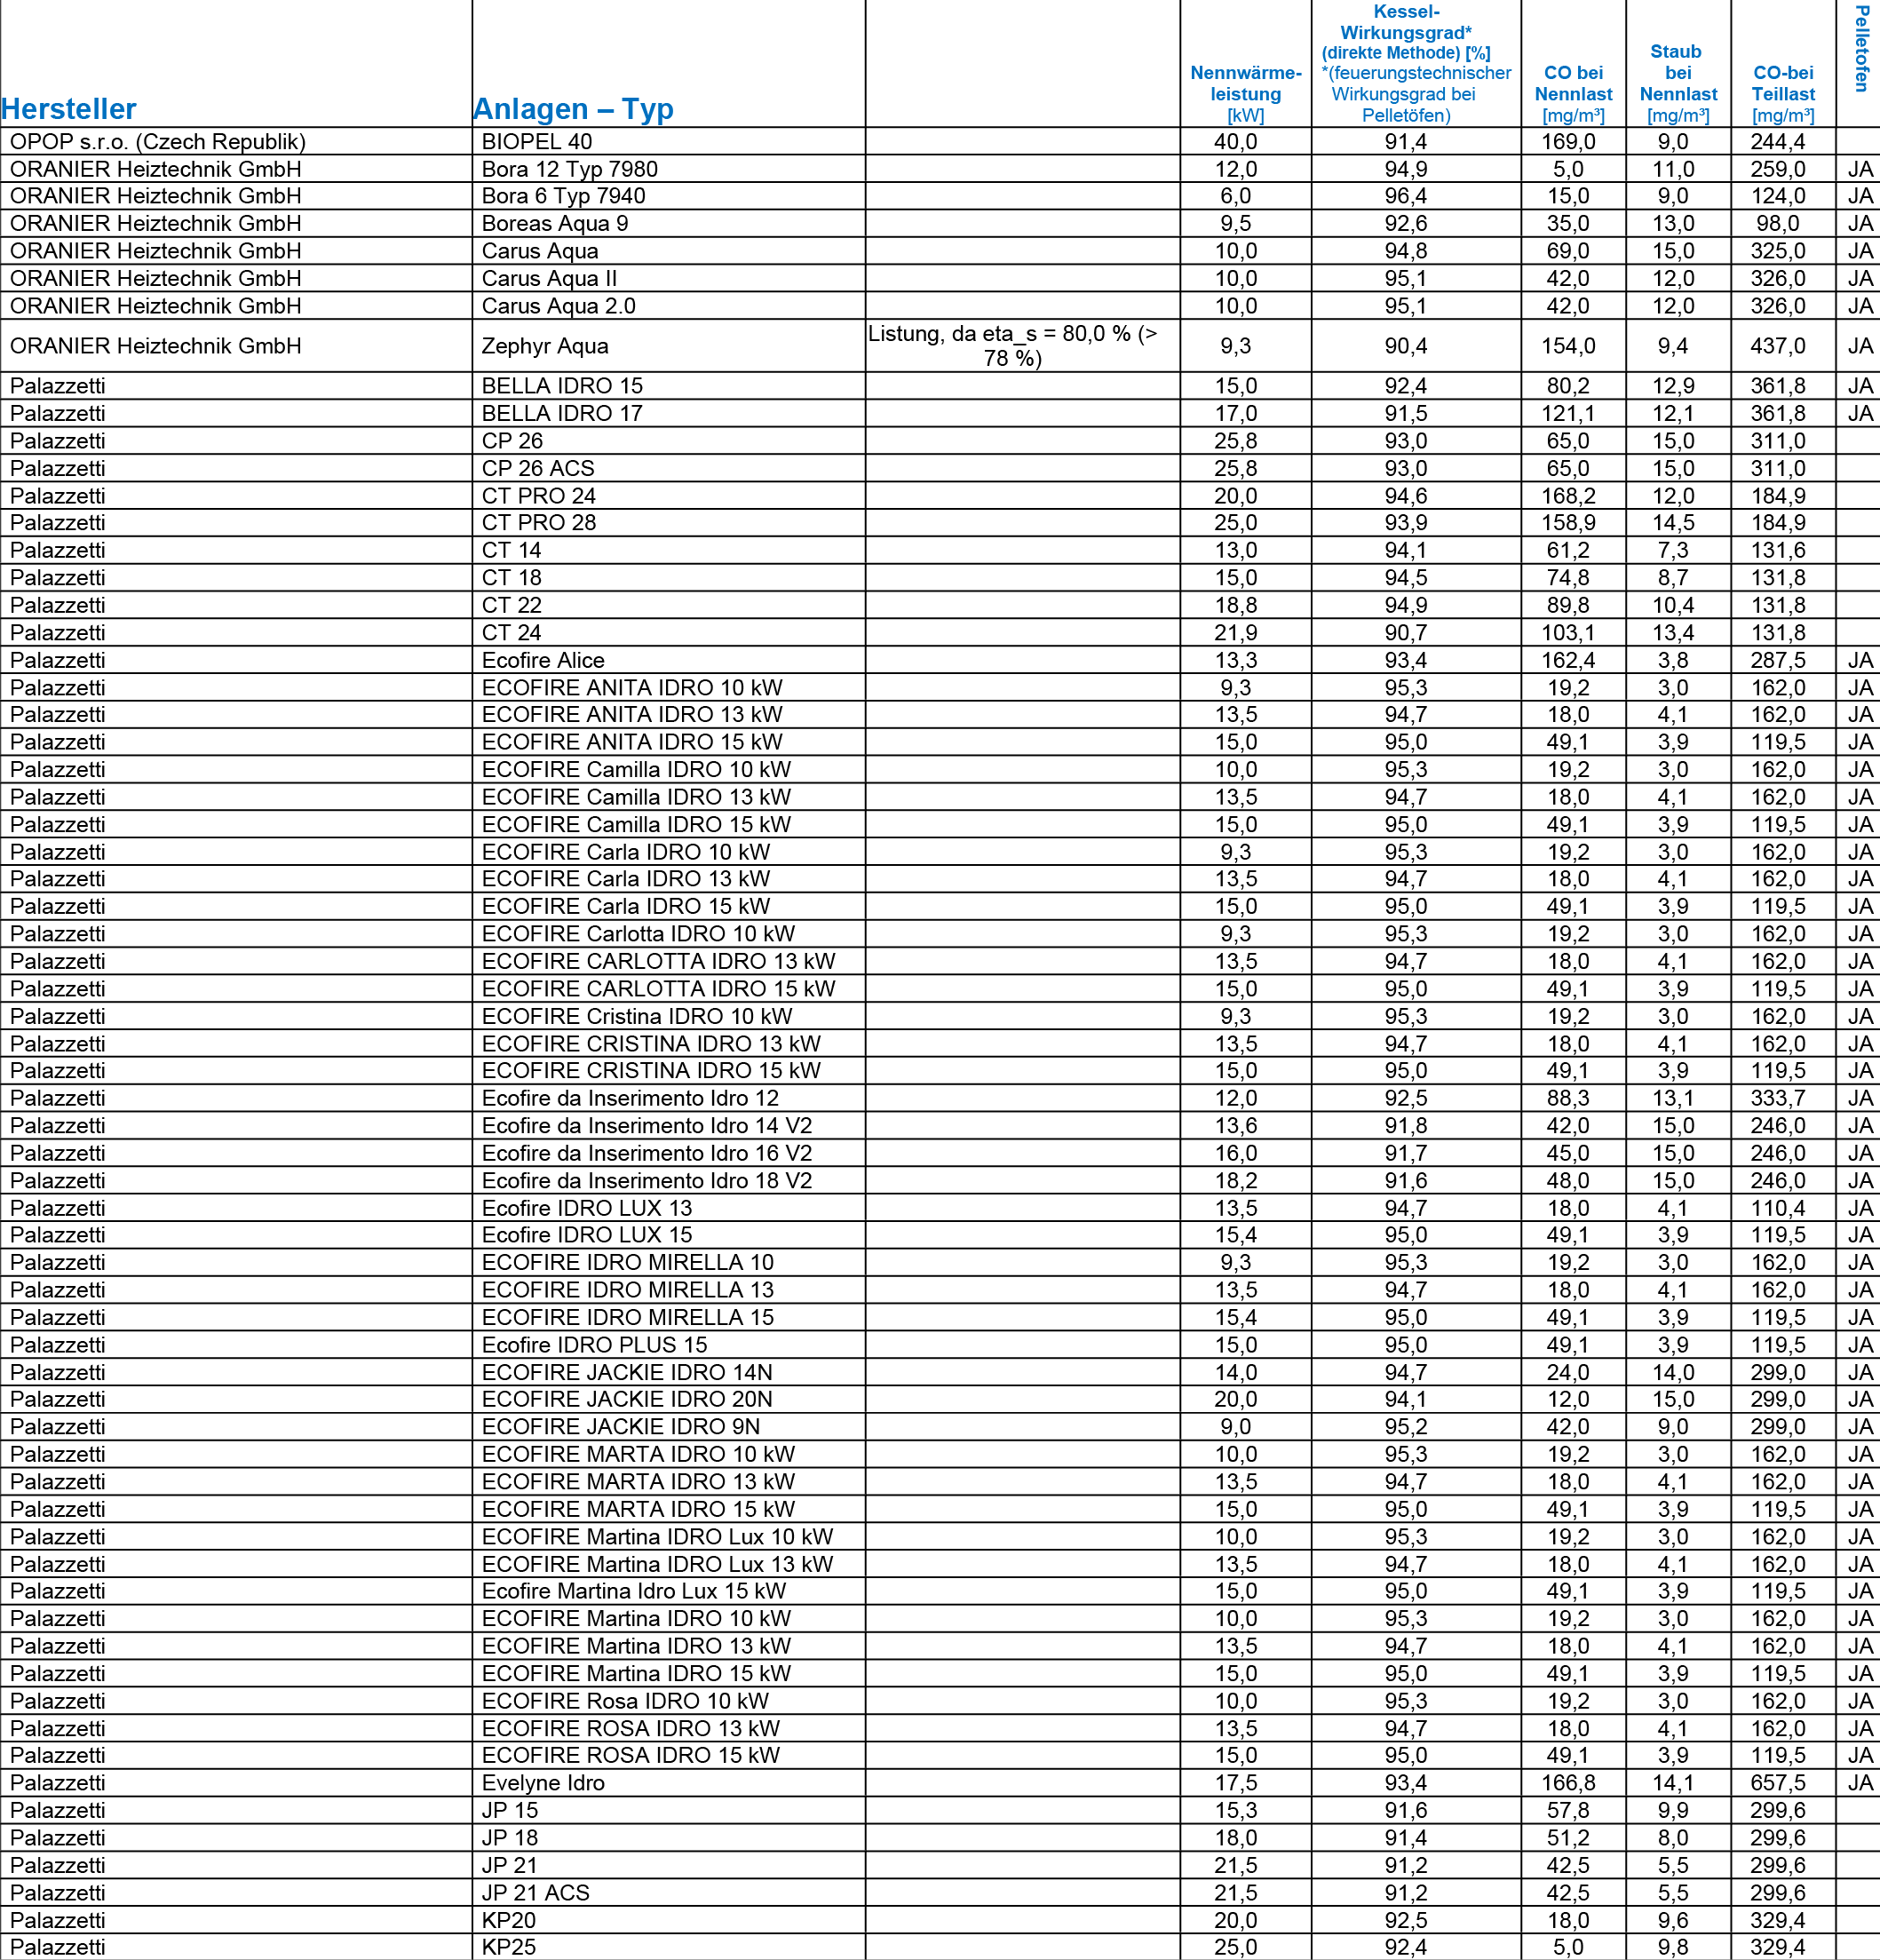 Hersteller Anlagen – Typ Nennwärme-leistung [kW] Kessel-Wirkungsgrad* (direkte Methode) [%] *(feuerungstechnischer Wirkungsgrad bei Pelletöfen) CO bei Nennlast [mg/m³] Staub bei Nennlast [mg/m³] CO-bei Teillast [mg/m³] Pelletofen
OPOP s.r.o. (Czech Republik) BIOPEL 40 40,0 91,4 169,0 9,0 244,4
ORANIER Heiztechnik GmbH Bora 12 Typ 7980 12,0 94,9 5,0 11,0 259,0 JA
ORANIER Heiztechnik GmbH Bora 6 Typ 7940 6,0 96,4 15,0 9,0 124,0 JA
ORANIER Heiztechnik GmbH Boreas Aqua 9 9,5 92,6 35,0 13,0 98,0 JA
ORANIER Heiztechnik GmbH Carus Aqua 10,0 94,8 69,0 15,0 325,0 JA
ORANIER Heiztechnik GmbH Carus Aqua II 10,0 95,1 42,0 12,0 326,0 JA
ORANIER Heiztechnik GmbH Carus Aqua 2.0 10,0 95,1 42,0 12,0 326,0 JA
ORANIER Heiztechnik GmbH Zephyr Aqua Listung, da eta_s = 80,0 % (> 78 %) 9,3 90,4 154,0 9,4 437,0 JA
Palazzetti BELLA IDRO 15 15,0 92,4 80,2 12,9 361,8 JA
Palazzetti BELLA IDRO 17 17,0 91,5 121,1 12,1 361,8 JA
Palazzetti CP 26 25,8 93,0 65,0 15,0 311,0
Palazzetti CP 26 ACS 25,8 93,0 65,0 15,0 311,0
Palazzetti CT PRO 24 20,0 94,6 168,2 12,0 184,9
Palazzetti CT PRO 28 25,0 93,9 158,9 14,5 184,9
Palazzetti CT 14 13,0 94,1 61,2 7,3 131,6
Palazzetti CT 18 15,0 94,5 74,8 8,7 131,8
Palazzetti CT 22 18,8 94,9 89,8 10,4 131,8
Palazzetti CT 24 21,9 90,7 103,1 13,4 131,8
Palazzetti Ecofire Alice 13,3 93,4 162,4 3,8 287,5 JA
Palazzetti ECOFIRE ANITA IDRO 10 kW 9,3 95,3 19,2 3,0 162,0 JA
Palazzetti ECOFIRE ANITA IDRO 13 kW 13,5 94,7 18,0 4,1 162,0 JA
Palazzetti ECOFIRE ANITA IDRO 15 kW 15,0 95,0 49,1 3,9 119,5 JA
Palazzetti ECOFIRE Camilla IDRO 10 kW 10,0 95,3 19,2 3,0 162,0 JA
Palazzetti ECOFIRE Camilla IDRO 13 kW 13,5 94,7 18,0 4,1 162,0 JA
Palazzetti ECOFIRE Camilla IDRO 15 kW 15,0 95,0 49,1 3,9 119,5 JA
Palazzetti ECOFIRE Carla IDRO 10 kW 9,3 95,3 19,2 3,0 162,0 JA
Palazzetti ECOFIRE Carla IDRO 13 kW 13,5 94,7 18,0 4,1 162,0 JA
Palazzetti ECOFIRE Carla IDRO 15 kW 15,0 95,0 49,1 3,9 119,5 JA
Palazzetti ECOFIRE Carlotta IDRO 10 kW 9,3 95,3 19,2 3,0 162,0 JA
Palazzetti ECOFIRE CARLOTTA IDRO 13 kW 13,5 94,7 18,0 4,1 162,0 JA
Palazzetti ECOFIRE CARLOTTA IDRO 15 kW 15,0 95,0 49,1 3,9 119,5 JA
Palazzetti ECOFIRE Cristina IDRO 10 kW 9,3 95,3 19,2 3,0 162,0 JA
Palazzetti ECOFIRE CRISTINA IDRO 13 kW 13,5 94,7 18,0 4,1 162,0 JA
Palazzetti ECOFIRE CRISTINA IDRO 15 kW 15,0 95,0 49,1 3,9 119,5 JA
Palazzetti Ecofire da Inserimento Idro 12 12,0 92,5 88,3 13,1 333,7 JA
Palazzetti Ecofire da Inserimento Idro 14 V2 13,6 91,8 42,0 15,0 246,0 JA
Palazzetti Ecofire da Inserimento Idro 16 V2 16,0 91,7 45,0 15,0 246,0 JA
Palazzetti Ecofire da Inserimento Idro 18 V2 18,2 91,6 48,0 15,0 246,0 JA
Palazzetti Ecofire IDRO LUX 13 13,5 94,7 18,0 4,1 110,4 JA
Palazzetti Ecofire IDRO LUX 15 15,4 95,0 49,1 3,9 119,5 JA
Palazzetti ECOFIRE IDRO MIRELLA 10 9,3 95,3 19,2 3,0 162,0 JA
Palazzetti ECOFIRE IDRO MIRELLA 13 13,5 94,7 18,0 4,1 162,0 JA
Palazzetti ECOFIRE IDRO MIRELLA 15 15,4 95,0 49,1 3,9 119,5 JA
Palazzetti Ecofire IDRO PLUS 15 15,0 95,0 49,1 3,9 119,5 JA
Palazzetti ECOFIRE JACKIE IDRO 14N 14,0 94,7 24,0 14,0 299,0 JA
Palazzetti ECOFIRE JACKIE IDRO 20N 20,0 94,1 12,0 15,0 299,0 JA
Palazzetti ECOFIRE JACKIE IDRO 9N 9,0 95,2 42,0 9,0 299,0 JA
Palazzetti ECOFIRE MARTA IDRO 10 kW 10,0 95,3 19,2 3,0 162,0 JA
Palazzetti ECOFIRE MARTA IDRO 13 kW 13,5 94,7 18,0 4,1 162,0 JA
Palazzetti ECOFIRE MARTA IDRO 15 kW 15,0 95,0 49,1 3,9 119,5 JA
Palazzetti ECOFIRE Martina IDRO Lux 10 kW 10,0 95,3 19,2 3,0 162,0 JA
Palazzetti ECOFIRE Martina IDRO Lux 13 kW 13,5 94,7 18,0 4,1 162,0 JA
Palazzetti Ecofire Martina Idro Lux 15 kW 15,0 95,0 49,1 3,9 119,5 JA
Palazzetti ECOFIRE Martina IDRO 10 kW 10,0 95,3 19,2 3,0 162,0 JA
Palazzetti ECOFIRE Martina IDRO 13 kW 13,5 94,7 18,0 4,1 162,0 JA
Palazzetti ECOFIRE Martina IDRO 15 kW 15,0 95,0 49,1 3,9 119,5 JA
Palazzetti ECOFIRE Rosa IDRO 10 kW 10,0 95,3 19,2 3,0 162,0 JA
Palazzetti ECOFIRE ROSA IDRO 13 kW 13,5 94,7 18,0 4,1 162,0 JA
Palazzetti ECOFIRE ROSA IDRO 15 kW 15,0 95,0 49,1 3,9 119,5 JA
Palazzetti Evelyne Idro 17,5 93,4 166,8 14,1 657,5 JA
Palazzetti JP 15 15,3 91,6 57,8 9,9 299,6
Palazzetti JP 18 18,0 91,4 51,2 8,0 299,6
Palazzetti JP 21 21,5 91,2 42,5 5,5 299,6
Palazzetti JP 21 ACS 21,5 91,2 42,5 5,5 299,6
Palazzetti KP20 20,0 92,5 18,0 9,6 329,4
Palazzetti KP25 25,0 92,4 5,0 9,8 329,4